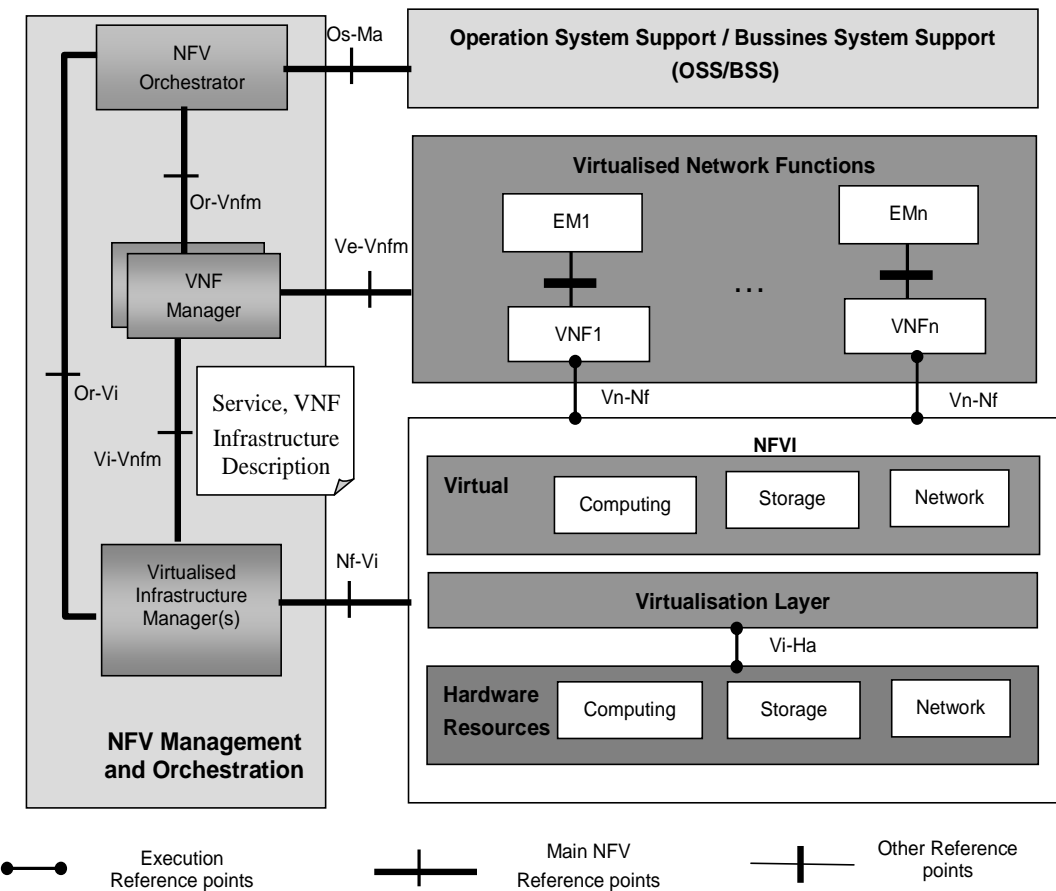 NFV
Orchestrator
Os-Ma
Operation System Support / Bussines System Support
(OSS/BSS)
Or-Vnfm
Virtualised Network Functions
EM1
EMn
Ve-Vnfm
VNF
Manager
...
VNF1
VNFn
Or-Vi
Service, VNF
Infrastructure
Description
Vi-Vnfm
Vn-Nf
Vn-Nf
NFVI
Virtual
Computing
Storage
Network
Nf-Vi
Virtualised
Infrastructure
Manager(s)
Virtualisation Layer
Vi-Ha
Hardware
Resources
Computing
Storage
Network
NFV Management
and Orchestration
Execution
Reference points
Main NFV
Reference points
Other Reference
points